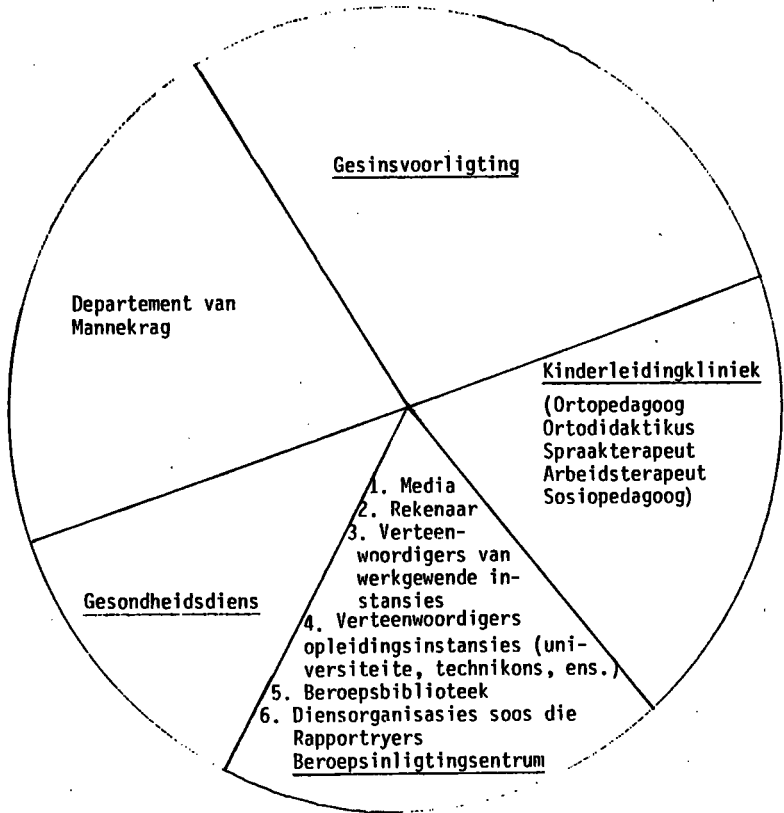 Gesinsvoorligting
Departement van
Mannekrag
Kinderleidingkliniek
(Ortopedagoog
Ortodidaktikus
Spraakterapeut
Arbeidsterapeut
Sosiopedagoog)
Gesondheidsdiens
1. Media
2. Rekenaar
3. Verteen-
woordigers van
werkgewende in-
stansies
4. Verteenwoordigers
opleidingsinstansies (uni-
versiteite, technikons, ens.)
5. Beroepsbiblioteek
6. Diensorganisasies soos die
Rapportryers
Beroepsinligtingsentrum